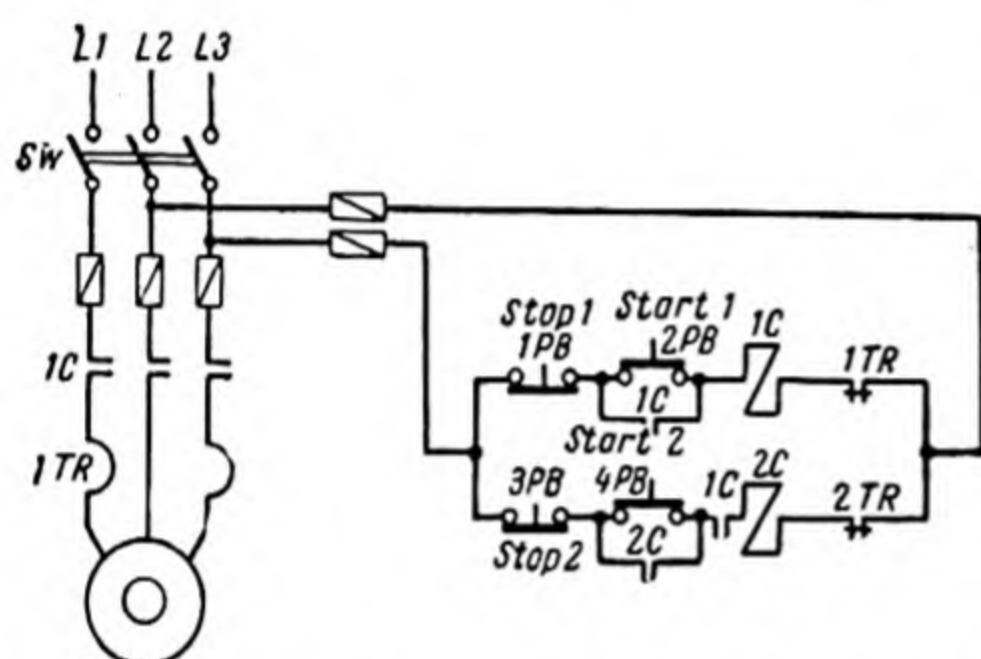 L1 L2 L3
SW
Stop 1 Start 1
1PB 2PB 1C 1TR
1C
1C
Start 2
1TR
3PB 4PB 1C 2C 2TR
Stop 2 2C